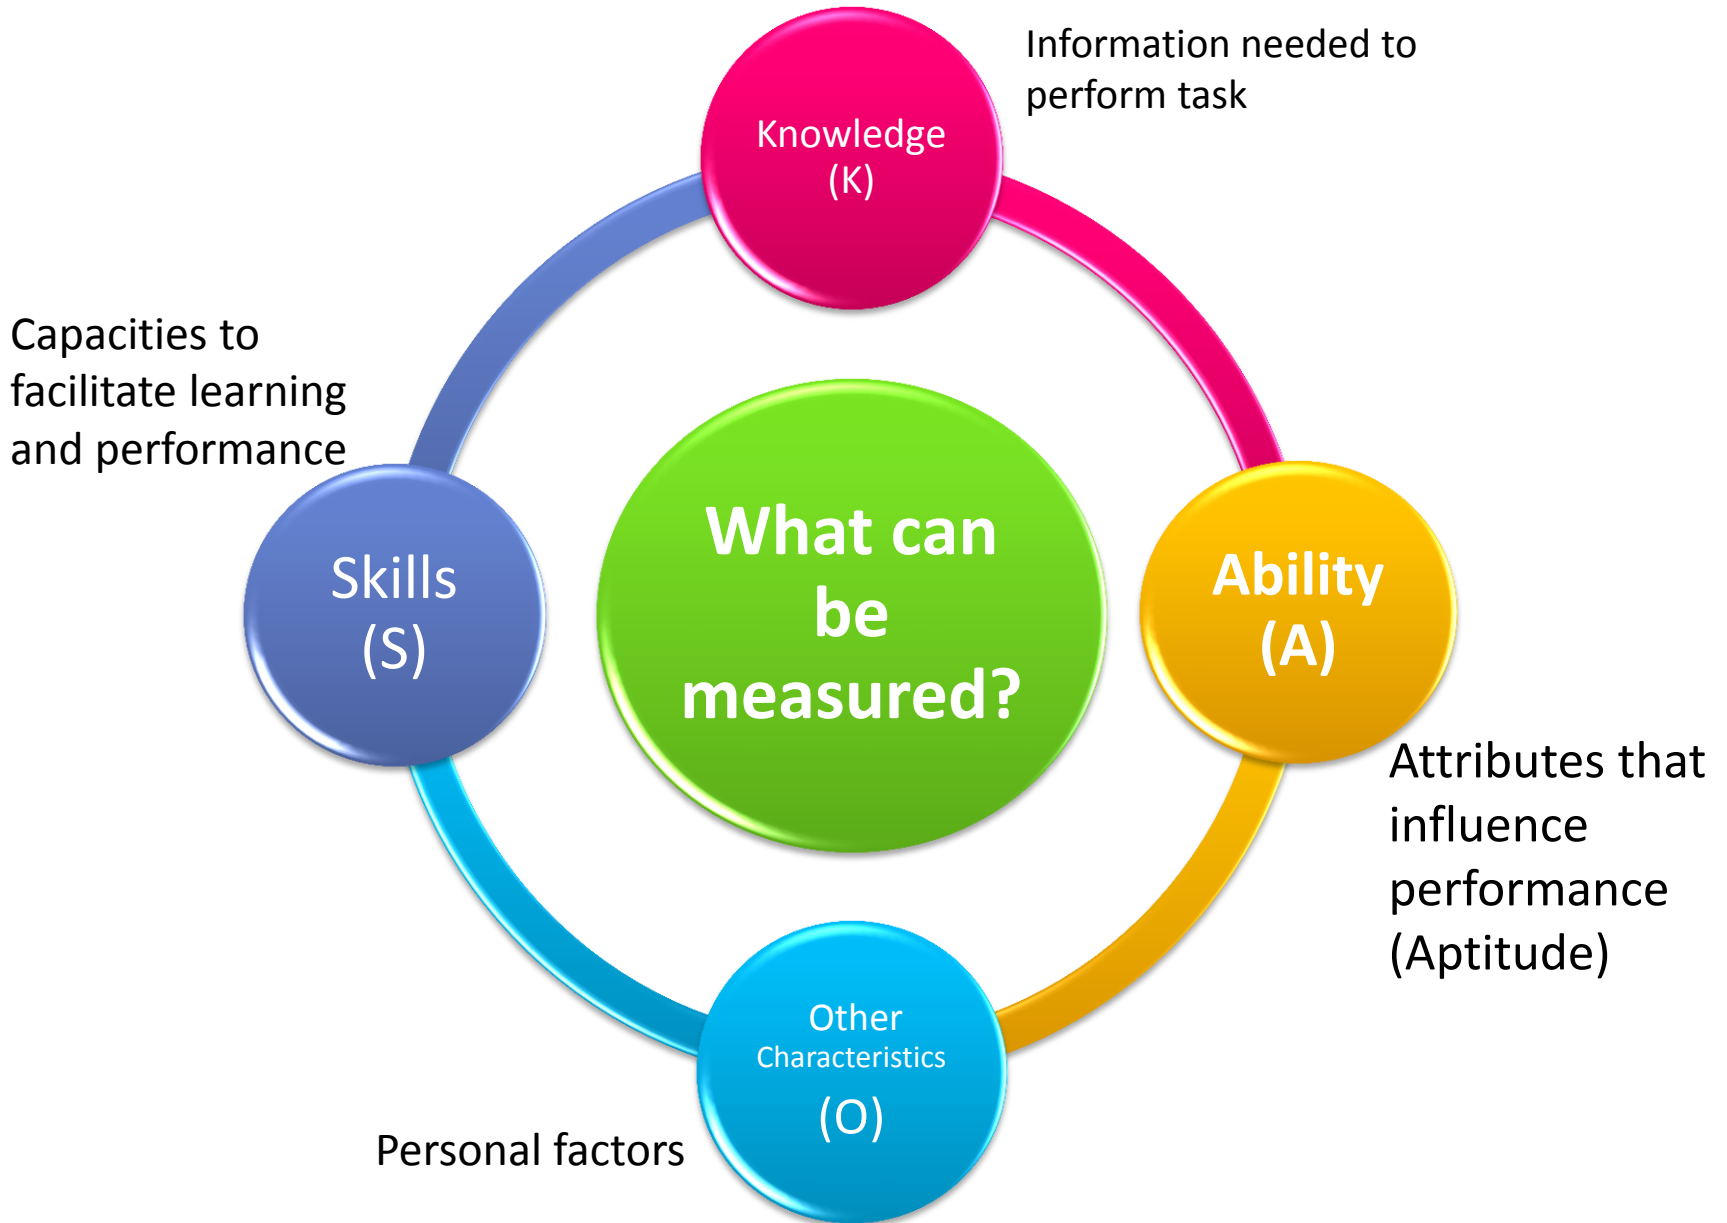 Information needed to
perform task
Knowledge
(K)
Capacities to
facilitate learning
and performance
Skills
(S)
What can
be
measured?
Ability
(A)
Attributes that
influence
performance
(Aptitude)
Other
Characteristics
(O)
Personal factors